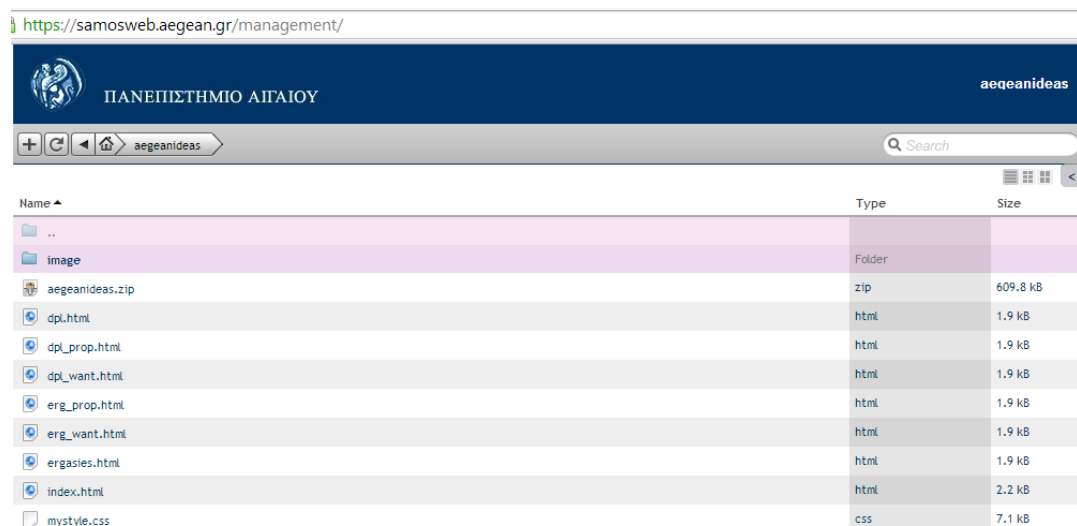 https://samosweb.aegean.gr/management/
ΠΑΝΕΠΙΣΤΗΜΙΟ ΑΙΓΑΙΟΥ
aegeanideas
aegeanideas
Search
<
Name Type Size
..
image Folder
aegeanideas.zip zip 609.8 kB
dpl.html html 1.9 kB
dpl_prop.html html 1.9 kB
dpl_want.html html 1.9 kB
erg_prop.html html 1.9 kB
erg_want.html html 1.9 kB
ergasies.html html 1.9 kB
index.html html 2.2 kB
mystyle.css css 7.1 kB